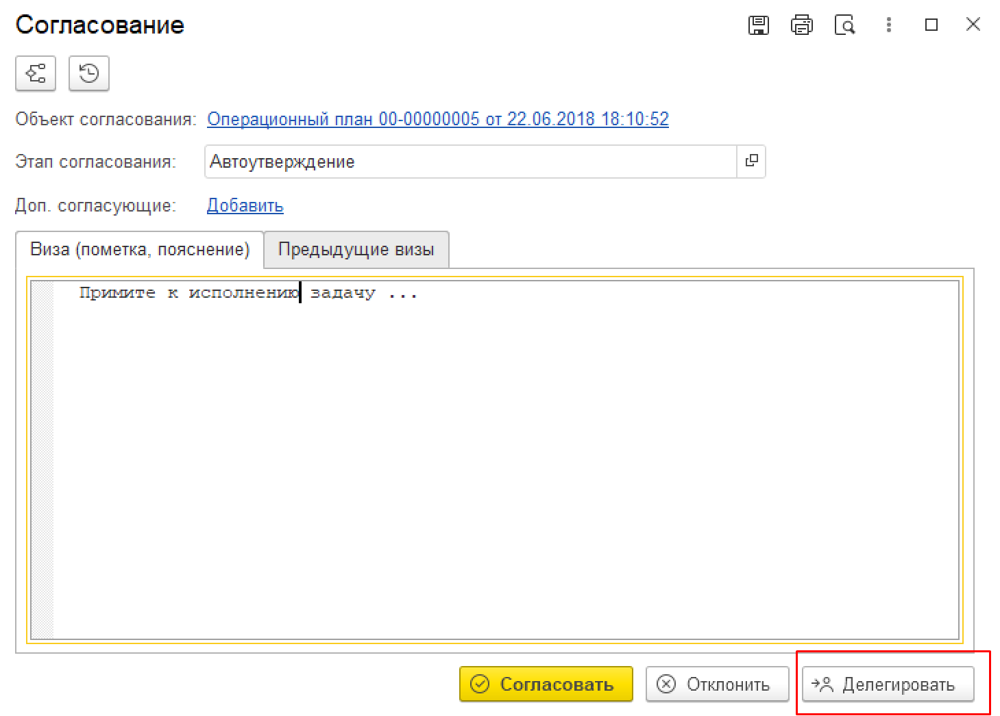 Согласование
Объект согласования: Операционный план 00-00000005 от 22.06.2018 18:10:52
Этап согласования: Автоутверждение
Доп. согласующие: Добавить
Виза (пометка, пояснение) Предыдущие визы
Примите к исполнению задачу ...
Согласовать Отклонить Делегировать